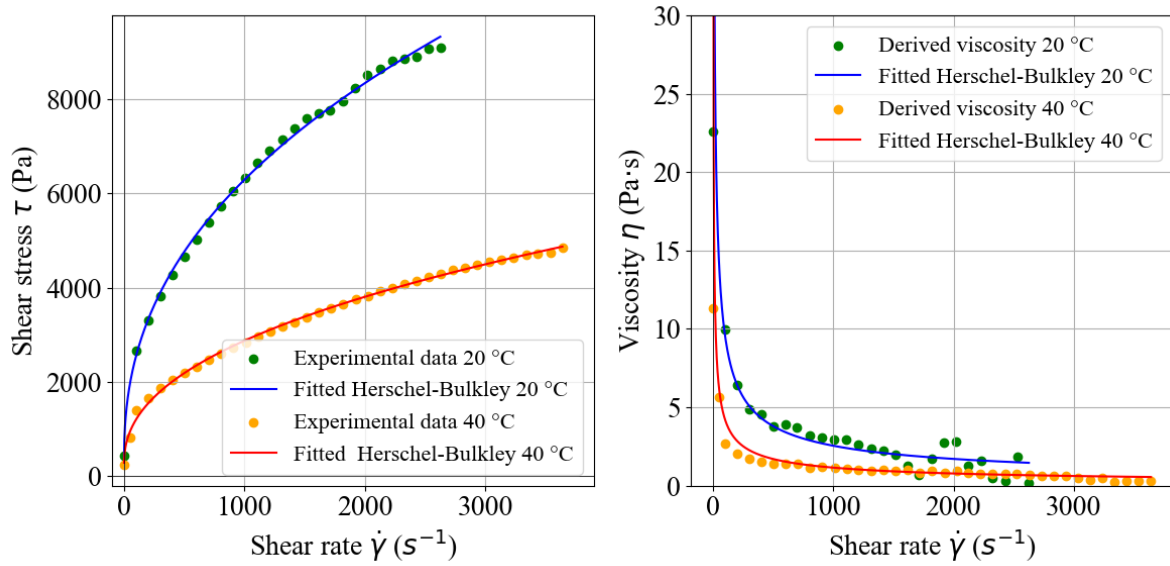 Shear stress τ (Pa)
8000
6000
4000
2000
0
Experimental data 20 °C
Fitted Herschel-Bulkley 20 °C
Experimental data 40 °C
Fitted  Herschel-Bulkley 40 °C
0 1000 2000 3000
Shear rate γ̇ (s⁻¹)
Viscosity η (Pa·s)
30
25
20
15
10
5
0
Derived viscosity 20 °C
Fitted Herschel-Bulkley 20 °C
Derived viscosity 40 °C
Fitted Herschel-Bulkley 40 °C
0 1000 2000 3000
Shear rate γ̇ (s⁻¹)